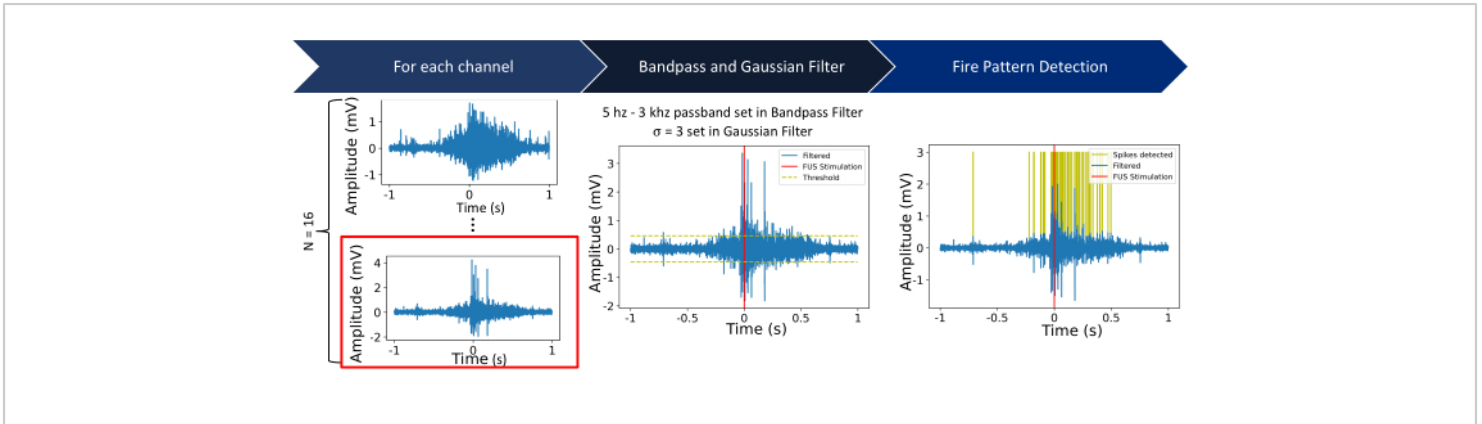 For each channel
Bandpass and Gaussian Filter
Fire Pattern Detection
N = 16
Amplitude (mV)
1
0
-1
-1
0
1
Time (s)
Amplitude (mV)
4
2
0
-2
-1
0
1
Time (s)
5 hz - 3 khz passband set in Bandpass Filter
σ = 3 set in Gaussian Filter
Amplitude (mV)
3
2
1
0
-1
-2
Filtered
FUS Stimulation
Threshold
-1
-0.5
0
0.5
1
Time (s)
Amplitude (mV)
3
2
1
0
-1
Spikes detected
Filtered
FUS Stimulation
-1
-0.5
0
0.5
1
Time (s)